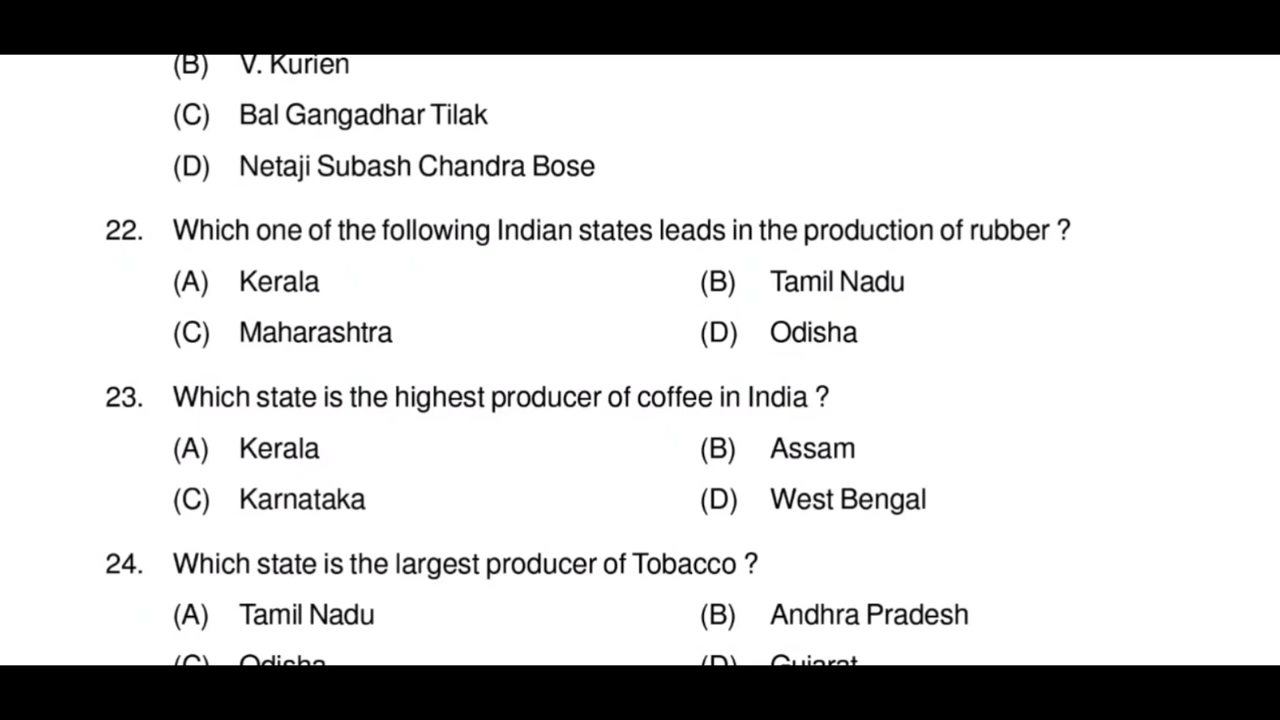 (B) V. Kurien
(C) Bal Gangadhar Tilak
(D) Netaji Subash Chandra Bose
22. Which one of the following Indian states leads in the production of rubber ?
(A) Kerala (B) Tamil Nadu
(C) Maharashtra (D) Odisha
23. Which state is the highest producer of coffee in India ?
(A) Kerala (B) Assam
(C) Karnataka (D) West Bengal
24. Which state is the largest producer of Tobacco ?
(A) Tamil Nadu (B) Andhra Pradesh
(C) Odisha (D) Gujarat